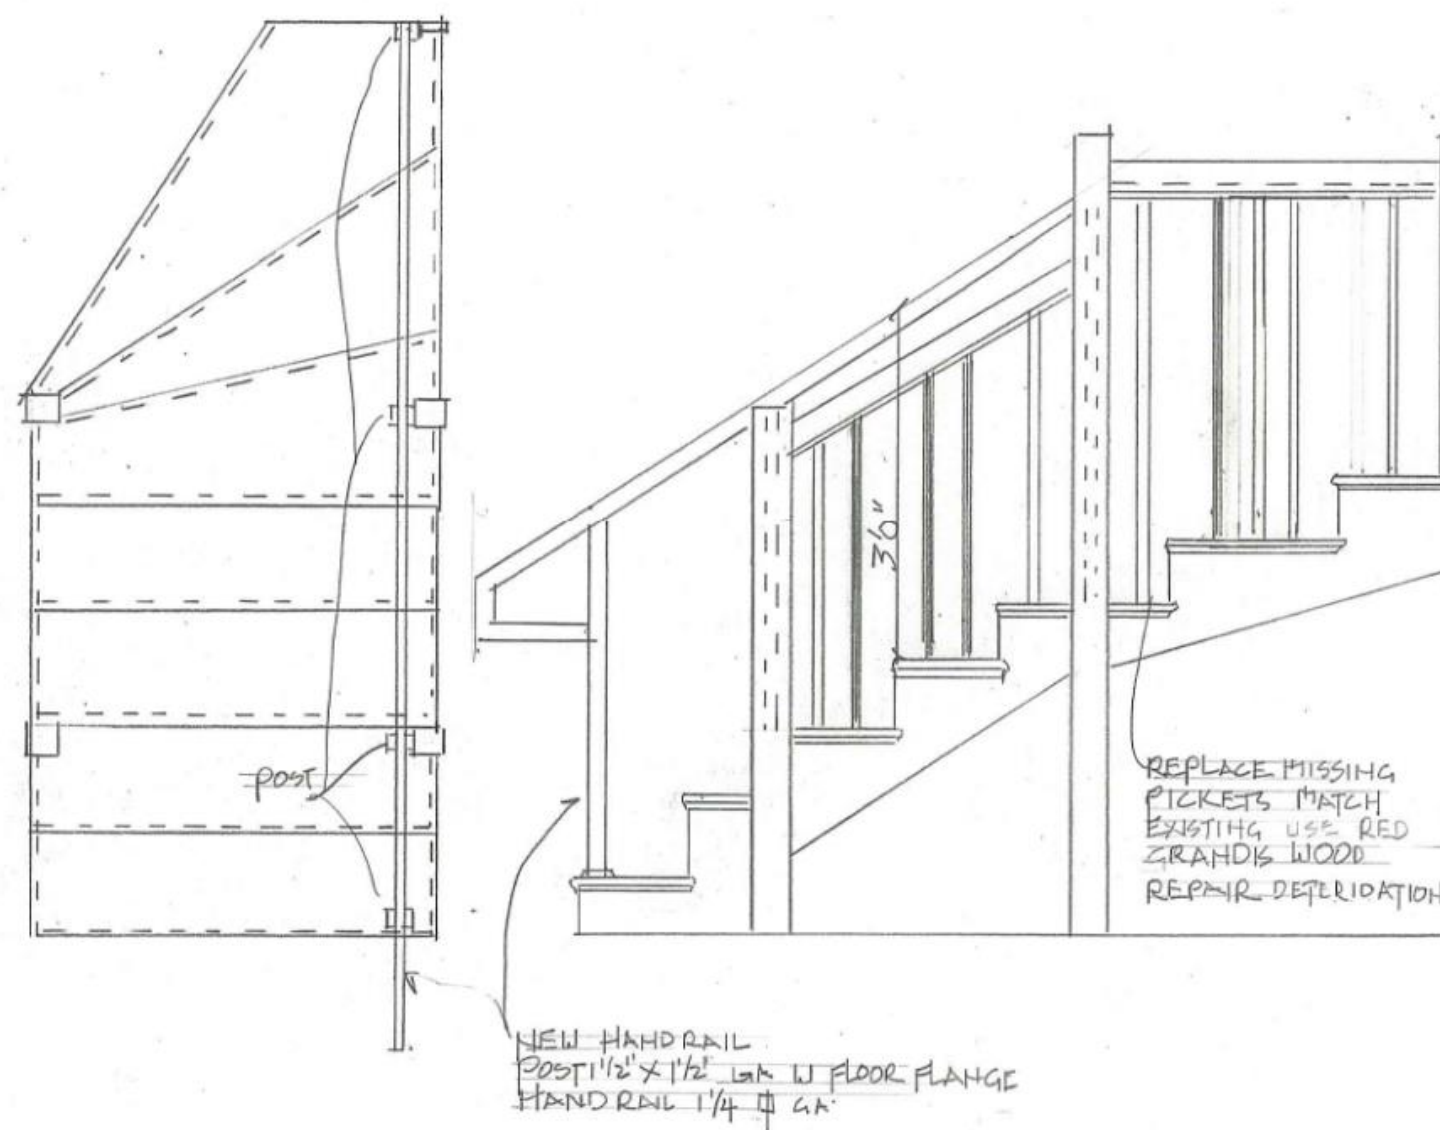 3'6"
POST
REPLACE MISSING
PICKETS MATCH
EXISTING USE RED
GRANDIS WOOD
REPAIR DETERIDATION
NEW HANDRAIL
POST 1 1/2" X 1 1/2" GA W FLOOR FLANGE
HANDRAIL 1 1/4 GA.